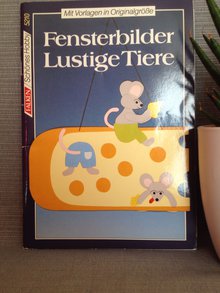 Mit Vorlagen in Originalgröße
Fensterbilder
Lustige Tiere